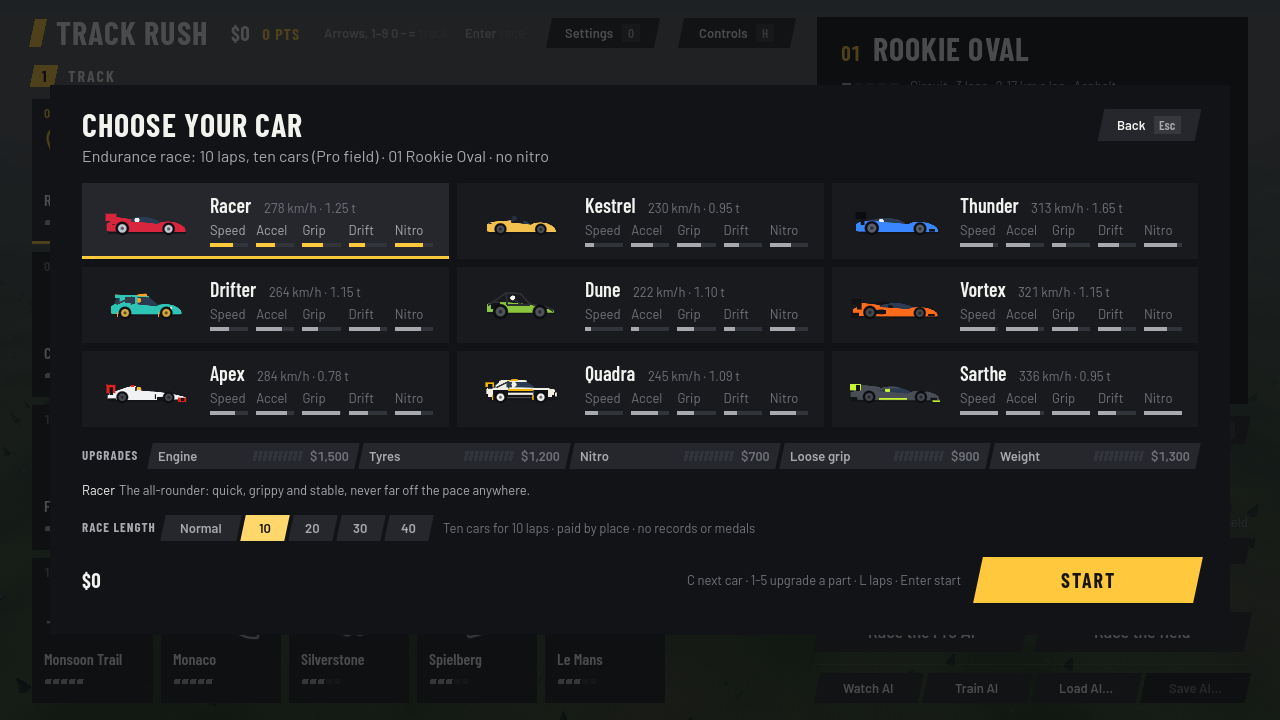 TRACK RUSH $0 0 PTS Arrows, 1–9 0 - = track Enter race Settings O Controls H
01 ROOKIE OVAL
1 TRACK
CHOOSE YOUR CAR
Back Esc
Endurance race: 10 laps, ten cars (Pro field) · 01 Rookie Oval · no nitro
Racer 278 km/h · 1.25 t
Speed Accel Grip Drift Nitro
Kestrel 230 km/h · 0.95 t
Speed Accel Grip Drift Nitro
Thunder 313 km/h · 1.65 t
Speed Accel Grip Drift Nitro
Drifter 264 km/h · 1.15 t
Speed Accel Grip Drift Nitro
Dune 222 km/h · 1.10 t
Speed Accel Grip Drift Nitro
Vortex 321 km/h · 1.15 t
Speed Accel Grip Drift Nitro
Apex 284 km/h · 0.78 t
Speed Accel Grip Drift Nitro
Quadra 245 km/h · 1.09 t
Speed Accel Grip Drift Nitro
Sarthe 336 km/h · 0.95 t
Speed Accel Grip Drift Nitro
UPGRADES Engine $1,500 Tyres $1,200 Nitro $700 Loose grip $900 Weight $1,300
Racer The all-rounder: quick, grippy and stable, never far off the pace anywhere.
RACE LENGTH Normal 10 20 30 40 Ten cars for 10 laps · paid by place · no records or medals
$0 C next car · 1–5 upgrade a part · L laps · Enter start START
Monsoon Trail Monaco Silverstone Spielberg Le Mans
Watch AI Train AI Load AI... Save AI...